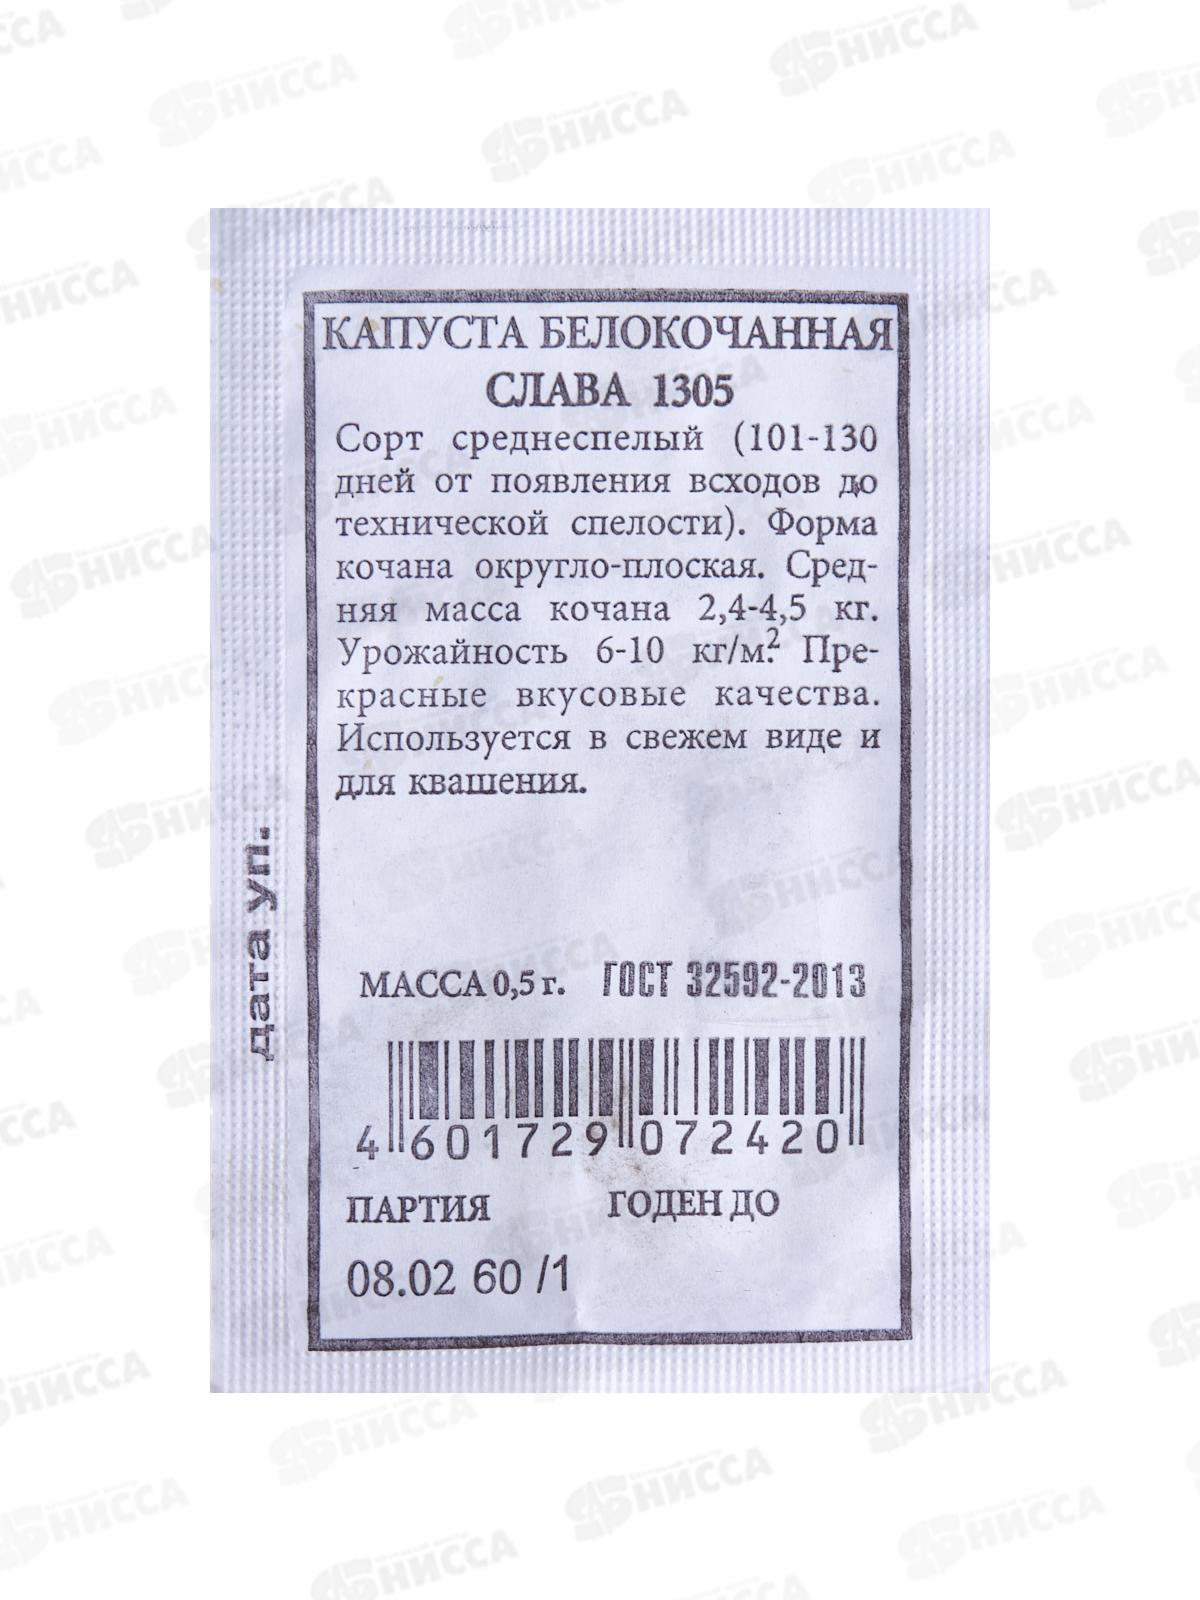 КАПУСТА БЕЛОКОЧАННАЯ
СЛАВА 1305
Сорт среднеспелый (101-130
дней от появления всходов до
технической спелости). Форма
кочана округло-плоская. Сред-
няя масса кочана 2,4-4,5 кг.
Урожайность 6-10 кг/м². Пре-
красные вкусовые качества.
Используется в свежем виде и
для квашения.
МАССА 0,5 г. ГОСТ 32592-2013
4 601729 072420
ПАРТИЯ ГОДЕН ДО
08.02 60 /1
дата уп.
НИССА